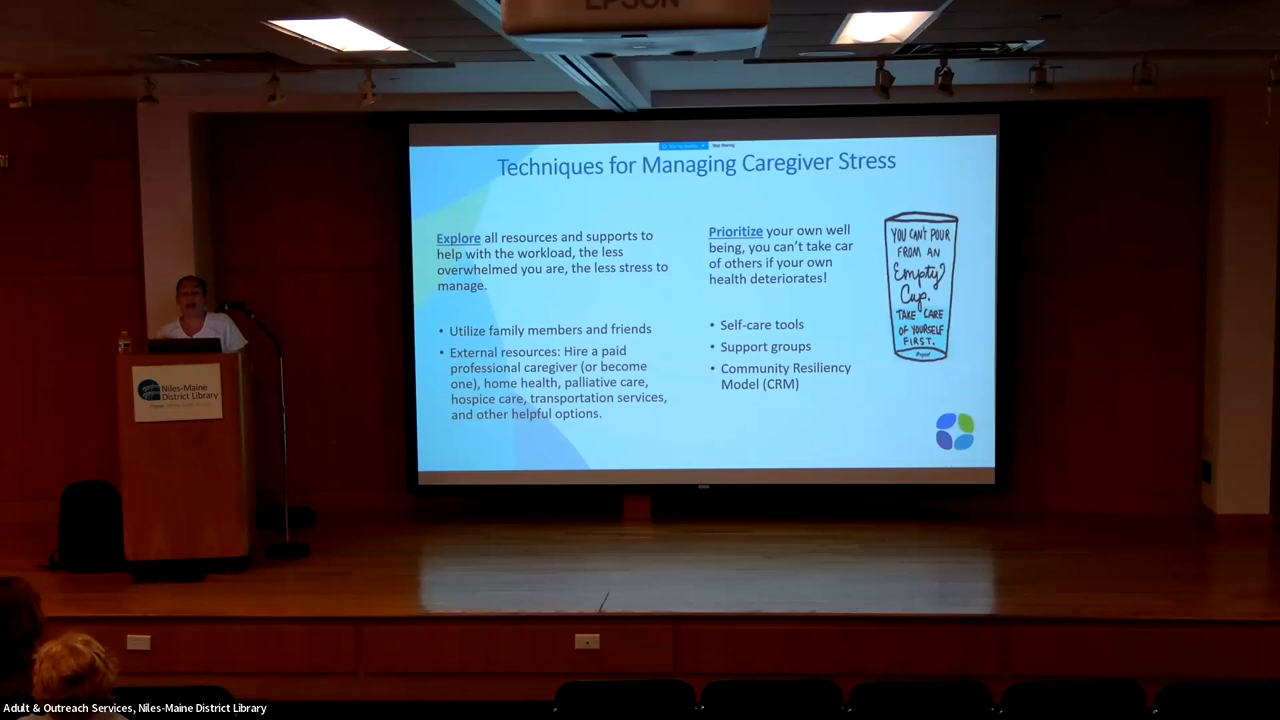 EPSON
Techniques for Managing Caregiver Stress
Explore all resources and supports to
help with the workload, the less
overwhelmed you are, the less stress to
manage.
• Utilize family members and friends
• External resources: Hire a paid
professional caregiver (or become
one), home health, palliative care,
hospice care, transportation services,
and other helpful options.
Prioritize your own well
being, you can't take car
of others if your own
health deteriorates!
• Self-care tools
• Support groups
• Community Resiliency
Model (CRM)
YOU CAN'T POUR
FROM AN
Empty
Cup.
TAKE CARE
OF YOURSELF
FIRST.
Niles-Maine
District Library
Adult & Outreach Services, Niles-Maine District Library